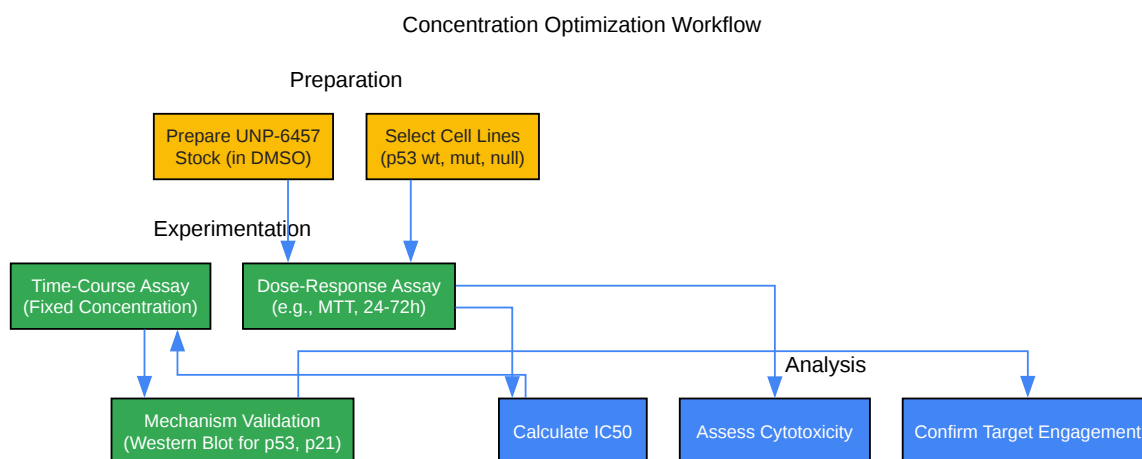 Concentration Optimization Workflow
Preparation
Prepare UNP-6457
Stock (in DMSO)
Select Cell Lines
(p53 wt, mut, null)
Experimentation
Time-Course Assay
(Fixed Concentration)
Dose-Response Assay
(e.g., MTT, 24-72h)
Analysis
Mechanism Validation
(Western Blot for p53, p21)
Calculate IC50
Assess Cytotoxicity
Confirm Target Engagement